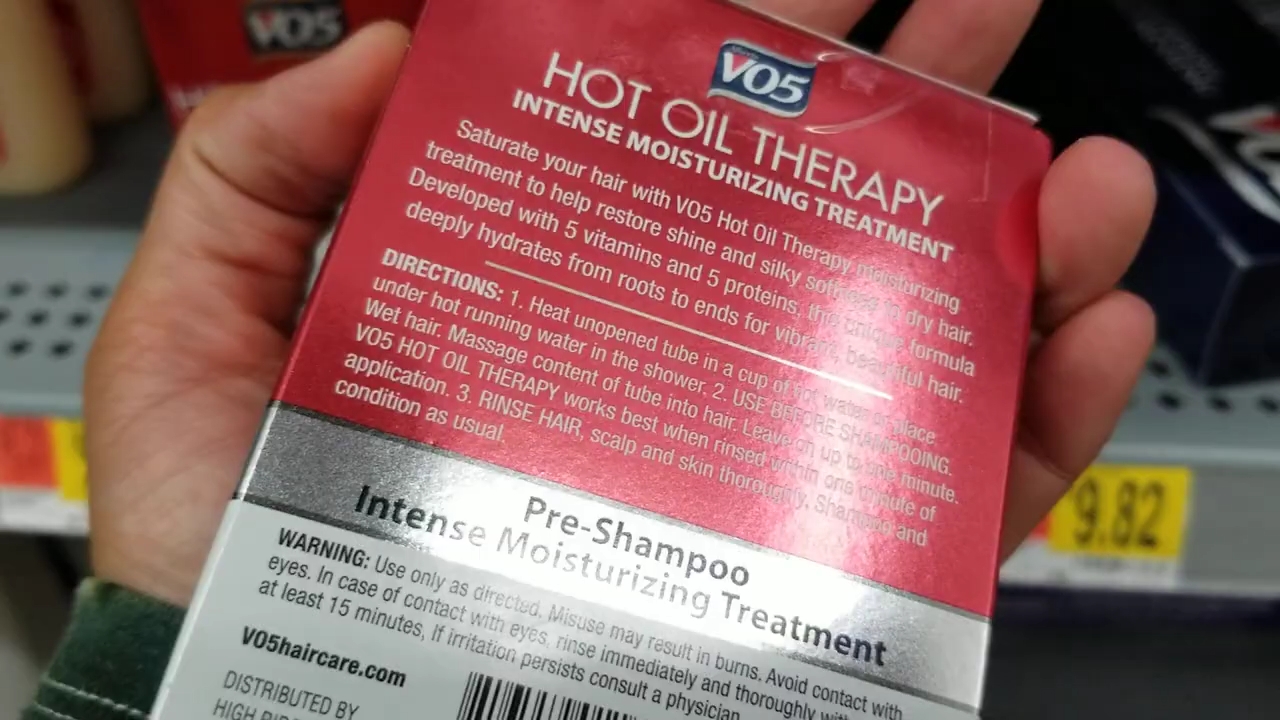 VO5
VO5
HOT OIL THERAPY
INTENSE MOISTURIZING TREATMENT
Saturate your hair with VO5 Hot Oil Therapy moisturizing
treatment to help restore shine and silky softness to dry hair.
Developed with 5 vitamins and 5 proteins, this unique formula
deeply hydrates from roots to ends for vibrant, beautiful hair.
DIRECTIONS: 1. Heat unopened tube in a cup of hot water or place
under hot running water in the shower. 2. USE BEFORE SHAMPOOING.
Wet hair. Massage content of tube into hair. Leave on up to one minute.
VO5 HOT OIL THERAPY works best when rinsed within one minute of
application. 3. RINSE HAIR, scalp and skin thoroughly. Shampoo and
condition as usual.
Pre-Shampoo
Intense Moisturizing Treatment
WARNING: Use only as directed. Misuse may result in burns. Avoid contact with
eyes. In case of contact with eyes, rinse immediately and thoroughly with
at least 15 minutes, If irritation persists consult a physician.
VO5haircare.com
DISTRIBUTED BY
HIGH
9.82